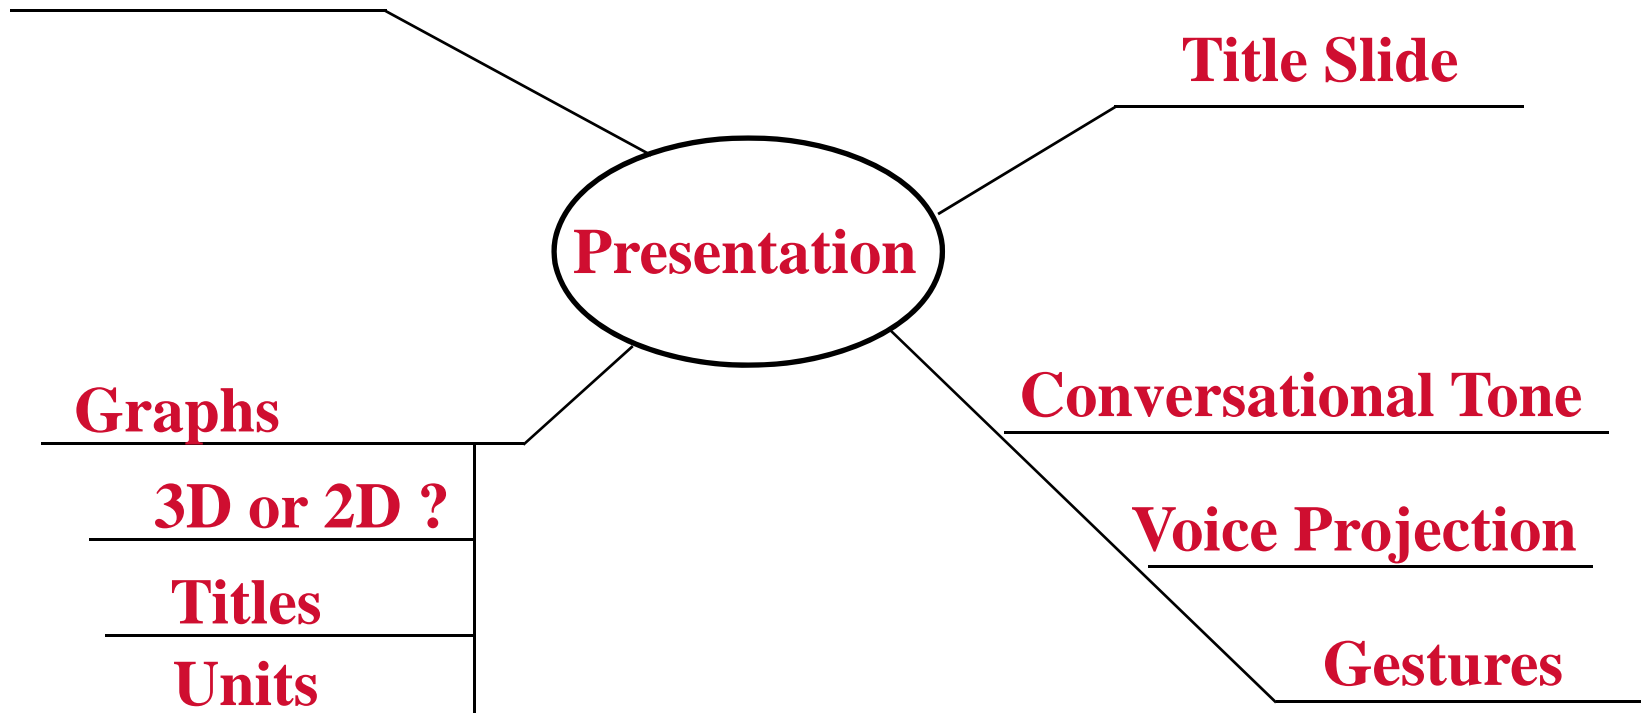 Title Slide
Presentation
Graphs
3D or 2D ?
Titles
Units
Conversational Tone
Voice Projection
Gestures